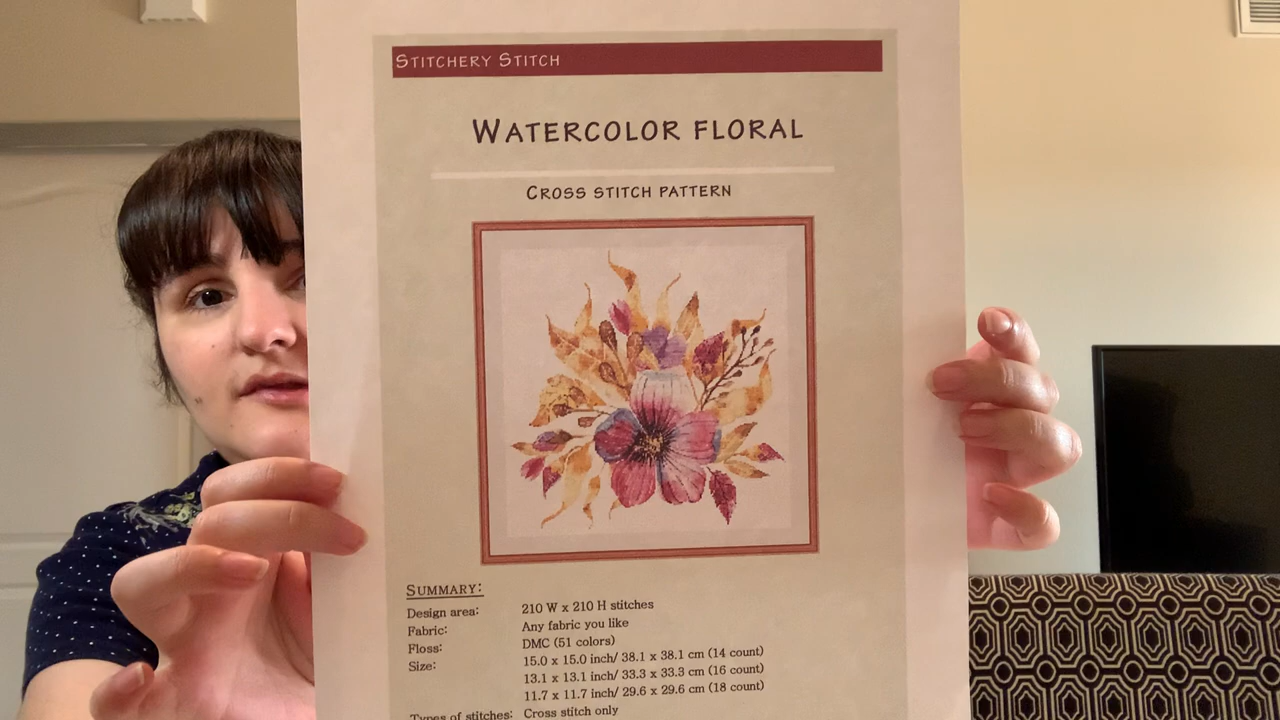 STITCHERY STITCH
WATERCOLOR FLORAL
CROSS STITCH PATTERN
SUMMARY:
Design area: 210 W x 210 H stitches
Fabric: Any fabric you like
Floss: DMC (51 colors)
Size: 15.0 x 15.0 inch/ 38.1 x 38.1 cm (14 count)
13.1 x 13.1 inch/ 33.3 x 33.3 cm (16 count)
11.7 x 11.7 inch/ 29.6 x 29.6 cm (18 count)
Types of stitches: Cross stitch only